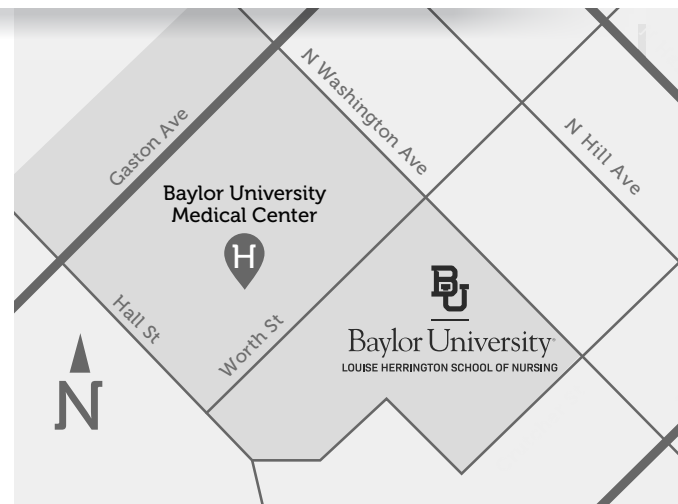 N Washington Ave
N Hill Ave
Gaston Ave
Baylor University
Medical Center
H
Hall St
Worth St
BU
Baylor University
LOUISE HERRINGTON SCHOOL OF NURSING
N